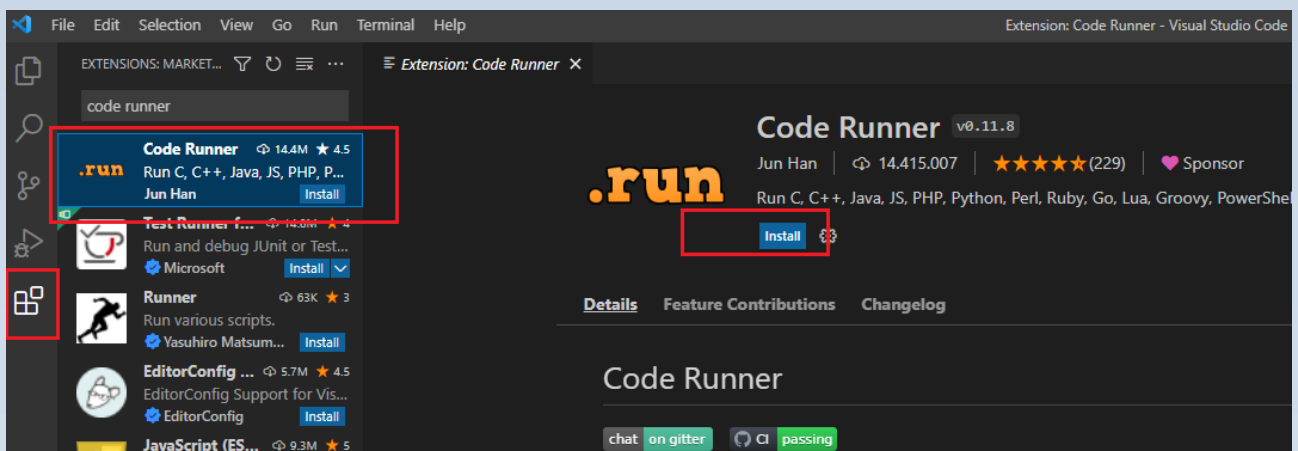 File Edit Selection View Go Run Terminal Help
Extension: Code Runner - Visual Studio Code
EXTENSIONS: MARKET...
code runner
Code Runner 14.4M ★ 4.5
.run
Run C, C++, Java, JS, PHP, P...
Jun Han Install
Test Runner f... 14.8M ★ 4
Run and debug JUnit or Test...
Microsoft Install
Runner 63K ★ 3
Run various scripts.
Yasuhiro Matsum... Install
EditorConfig ... 5.7M ★ 4.5
EditorConfig Support for Vis...
EditorConfig Install
JavaScript (ES... 9.3M ★ 5
Extension: Code Runner
.run
Code Runner v0.11.8
Jun Han 14.415.007 ★★★★★(229) Sponsor
Run C, C++, Java, JS, PHP, Python, Perl, Ruby, Go, Lua, Groovy, PowerShel
Install
Details Feature Contributions Changelog
Code Runner
chat on gitter CI passing